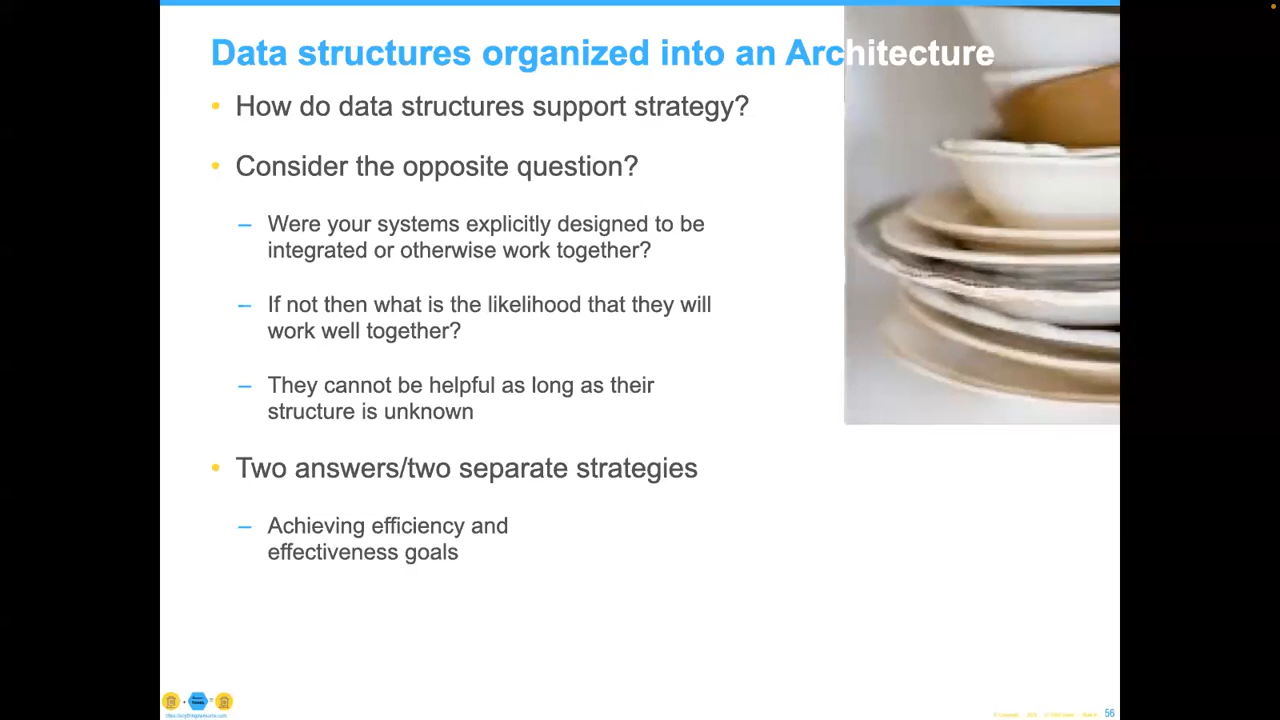 Data structures organized into an Architecture
• How do data structures support strategy?
• Consider the opposite question?
– Were your systems explicitly designed to be
integrated or otherwise work together?
– If not then what is the likelihood that they will
work well together?
– They cannot be helpful as long as their
structure is unknown
• Two answers/two separate strategies
– Achieving efficiency and
effectiveness goals
56